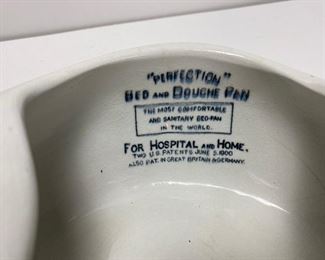 "PERFECTION"
BED AND DOUCHE PAN
THE MOST COMFORTABLE
AND SANITARY BED-PAN
IN THE WORLD.
FOR HOSPITAL AND HOME.
TWO U.S. PATENTS JUNE 5, 1900
ALSO PAT. IN GREAT BRITAIN & GERMANY.